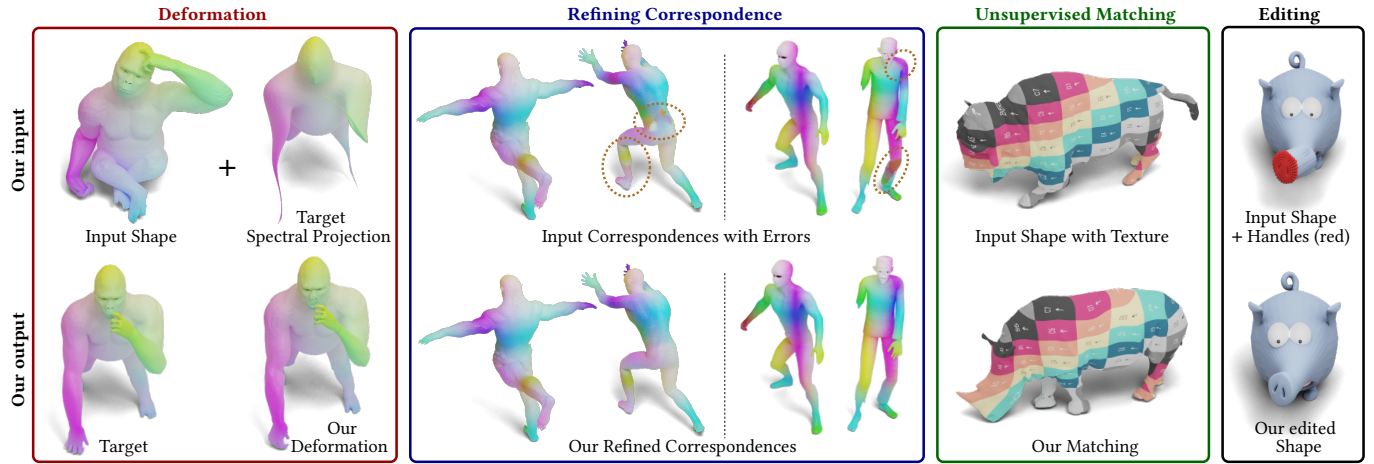 Deformation
Refining Correspondence
Unsupervised Matching
Editing
Our input
+
Input Shape
Target
Spectral Projection
Input Correspondences with Errors
Input Shape with Texture
Input Shape
+ Handles (red)
Our output
Target
Our
Deformation
Our Refined Correspondences
Our Matching
Our edited
Shape